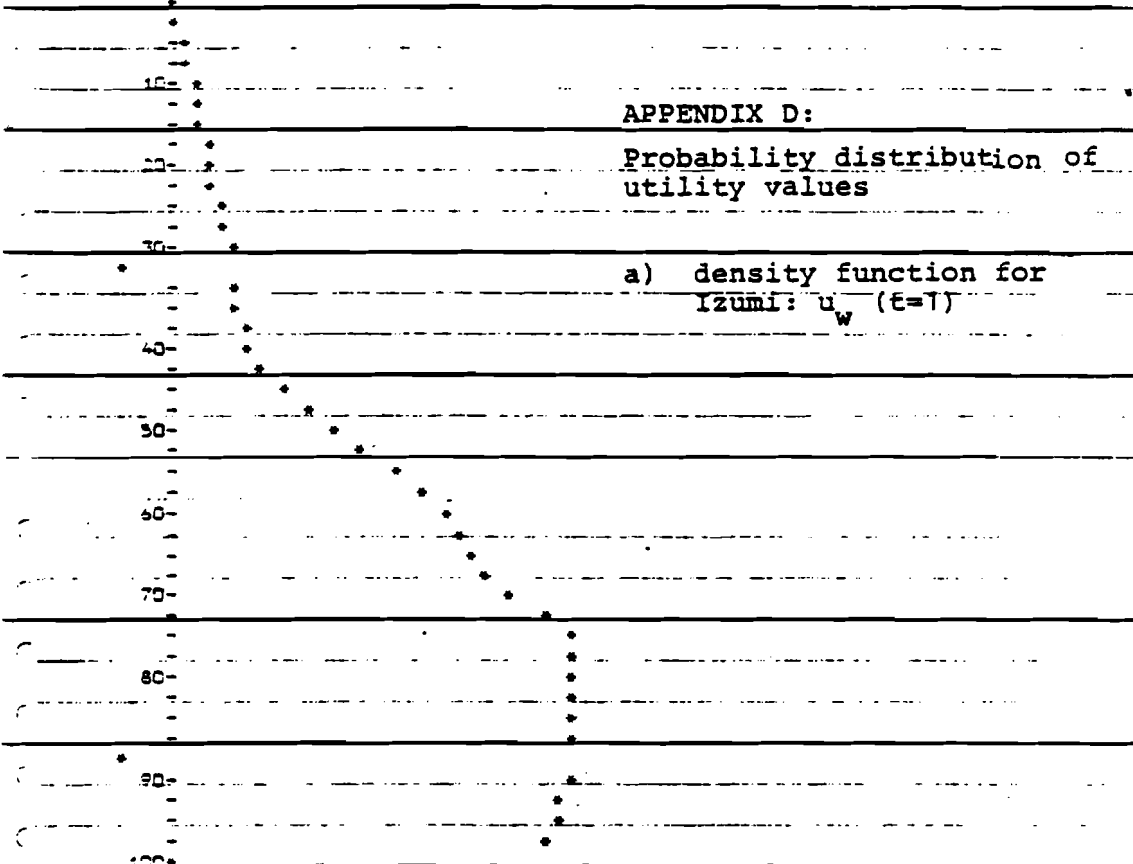 10-
APPENDIX D:
Probability distribution of
20-
utility values
30-
a) density function for
Izumi: u_w (t=1)
40-
50-
60-
70-
80-
90-
100